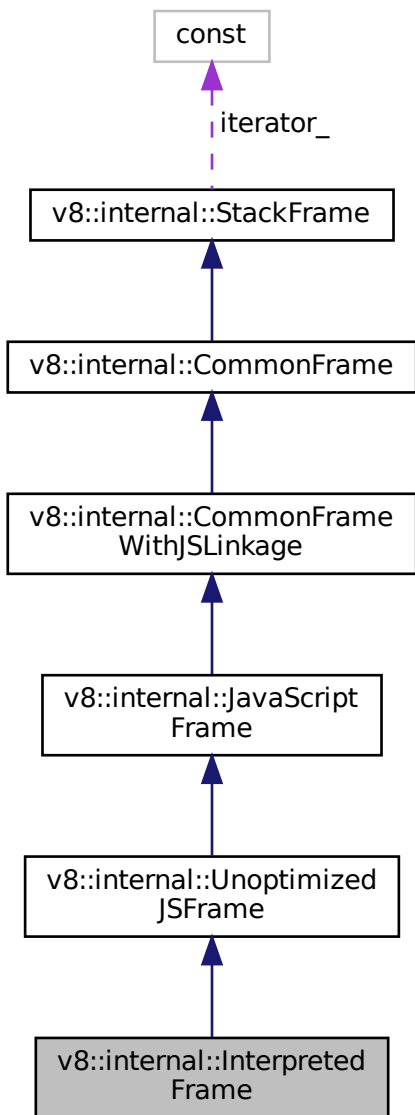 const
iterator_
v8::internal::StackFrame
v8::internal::CommonFrame
v8::internal::CommonFrame
WithJSLinkage
v8::internal::JavaScript
Frame
v8::internal::Unoptimized
JSFrame
v8::internal::Interpreted
Frame